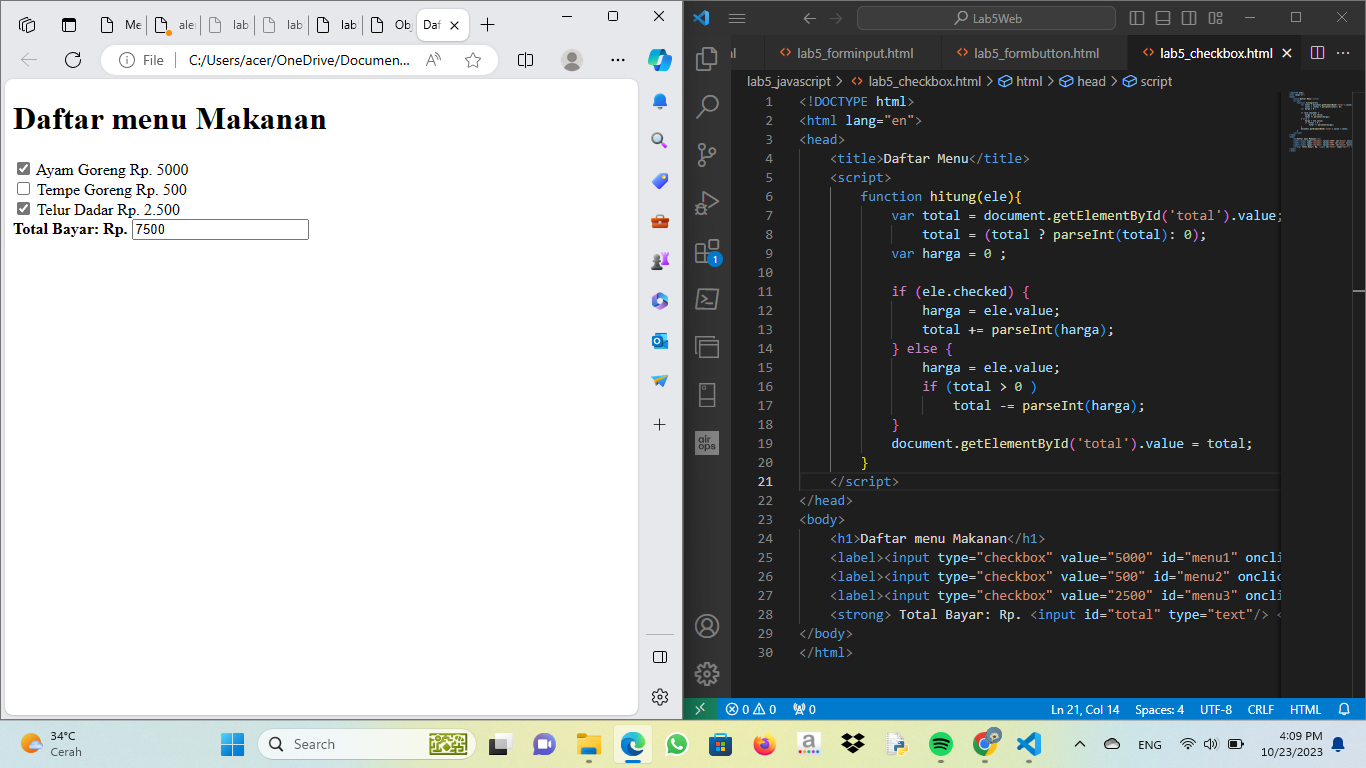 Me
ale
lab
lab
lab
Ob
Daf
File
C:/Users/acer/OneDrive/Documen...
Daftar menu Makanan
Ayam Goreng Rp. 5000
Tempe Goreng Rp. 500
Telur Dadar Rp. 2.500
Total Bayar: Rp. 7500
Lab5Web
lab5_forminput.html
lab5_formbutton.html
lab5_checkbox.html
lab5_javascript > lab5_checkbox.html > html > head > script
1 <!DOCTYPE html>
2 <html lang="en">
3 <head>
4 <title>Daftar Menu</title>
5 <script>
6 function hitung(ele){
7 var total = document.getElementById('total').value;
8 total = (total ? parseInt(total): 0);
9 var harga = 0 ;
10
11 if (ele.checked) {
12 harga = ele.value;
13 total += parseInt(harga);
14 } else {
15 harga = ele.value;
16 if (total > 0 )
17 total -= parseInt(harga);
18 }
19 document.getElementById('total').value = total;
20 }
21 </script>
22 </head>
23 <body>
24 <h1>Daftar menu Makanan</h1>
25 <label><input type="checkbox" value="5000" id="menu1" oncli
26 <label><input type="checkbox" value="500" id="menu2" onclic
27 <label><input type="checkbox" value="2500" id="menu3" oncli
28 <strong> Total Bayar: Rp. <input id="total" type="text"/> <
29 </body>
30 </html>
1
air ops
0 0 0
Ln 21, Col 14 Spaces: 4 UTF-8 CRLF HTML
34°C
Cerah
Search
ENG
4:09 PM
10/23/2023